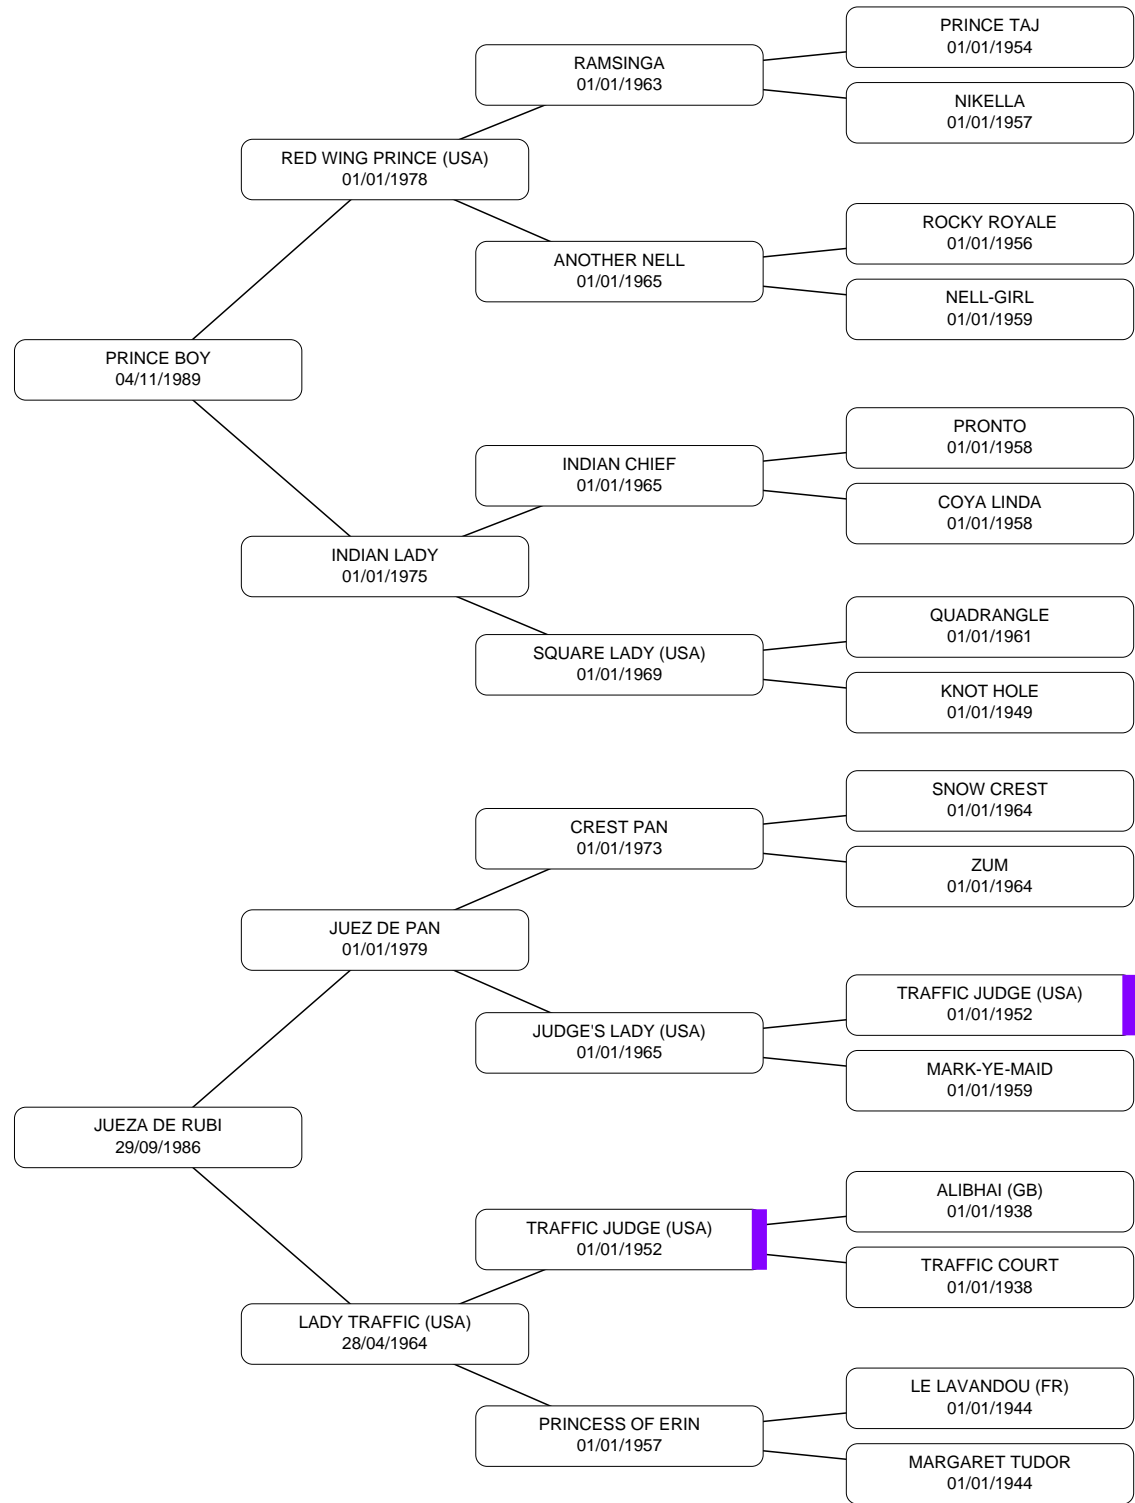 PRINCE TAJ
01/01/1954
RAMSINGA
01/01/1963
NIKELLA
01/01/1957
RED WING PRINCE (USA)
01/01/1978
ROCKY ROYALE
01/01/1956
ANOTHER NELL
01/01/1965
NELL-GIRL
01/01/1959
PRINCE BOY
04/11/1989
PRONTO
01/01/1958
INDIAN CHIEF
01/01/1965
COYA LINDA
01/01/1958
INDIAN LADY
01/01/1975
QUADRANGLE
01/01/1961
SQUARE LADY (USA)
01/01/1969
KNOT HOLE
01/01/1949
SNOW CREST
01/01/1964
CREST PAN
01/01/1973
ZUM
01/01/1964
JUEZ DE PAN
01/01/1979
TRAFFIC JUDGE (USA)
01/01/1952
JUDGE'S LADY (USA)
01/01/1965
MARK-YE-MAID
01/01/1959
JUEZA DE RUBI
29/09/1986
ALIBHAI (GB)
01/01/1938
TRAFFIC JUDGE (USA)
01/01/1952
TRAFFIC COURT
01/01/1938
LADY TRAFFIC (USA)
28/04/1964
LE LAVANDOU (FR)
01/01/1944
PRINCESS OF ERIN
01/01/1957
MARGARET TUDOR
01/01/1944